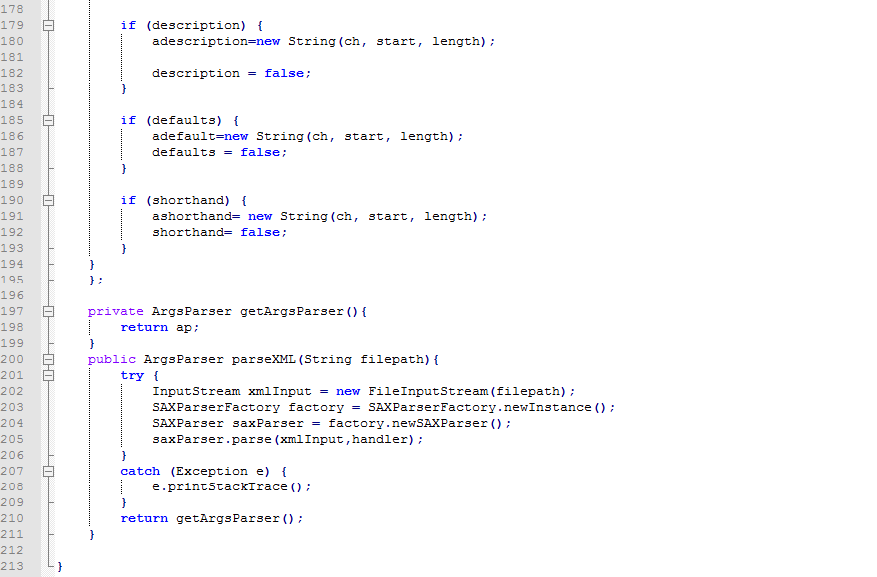 178
179 if (description) {
180 adescription=new String(ch, start, length);
181
182 description = false;
183 }
184
185 if (defaults) {
186 adefault=new String(ch, start, length);
187 defaults = false;
188 }
189
190 if (shorthand) {
191 ashorthand= new String(ch, start, length);
192 shorthand= false;
193 }
194 }
195 };
196
197 private ArgsParser getArgsParser(){
198 return ap;
199 }
200 public ArgsParser parseXML(String filepath){
201 try {
202 InputStream xmlInput = new FileInputStream(filepath);
203 SAXParserFactory factory = SAXParserFactory.newInstance();
204 SAXParser saxParser = factory.newSAXParser();
205 saxParser.parse(xmlInput,handler);
206 }
207 catch (Exception e) {
208 e.printStackTrace();
209 }
210 return getArgsParser();
211 }
212
213 }